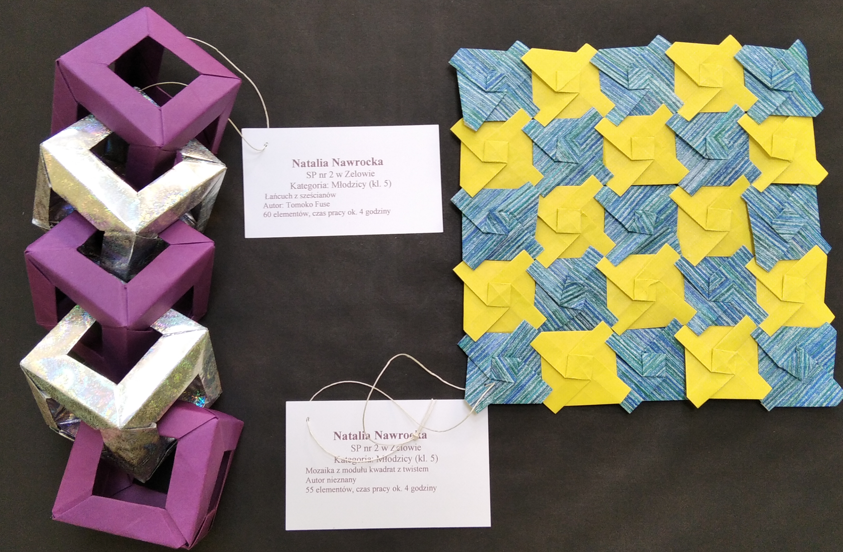 Natalia Nawrocka
SP nr 2 w Zelowie
Kategoria: Młodzicy (kl. 5)
Łańcuch z sześcianów
Autor: Tomoko Fuse
60 elementów, czas pracy ok. 4 godziny
Natalia Nawrocka
SP nr 2 w Zelowie
Kategoria: Młodzicy (kl. 5)
Mozaika z modułu kwadrat z twistem
Autor nieznany
55 elementów, czas pracy ok. 4 godziny